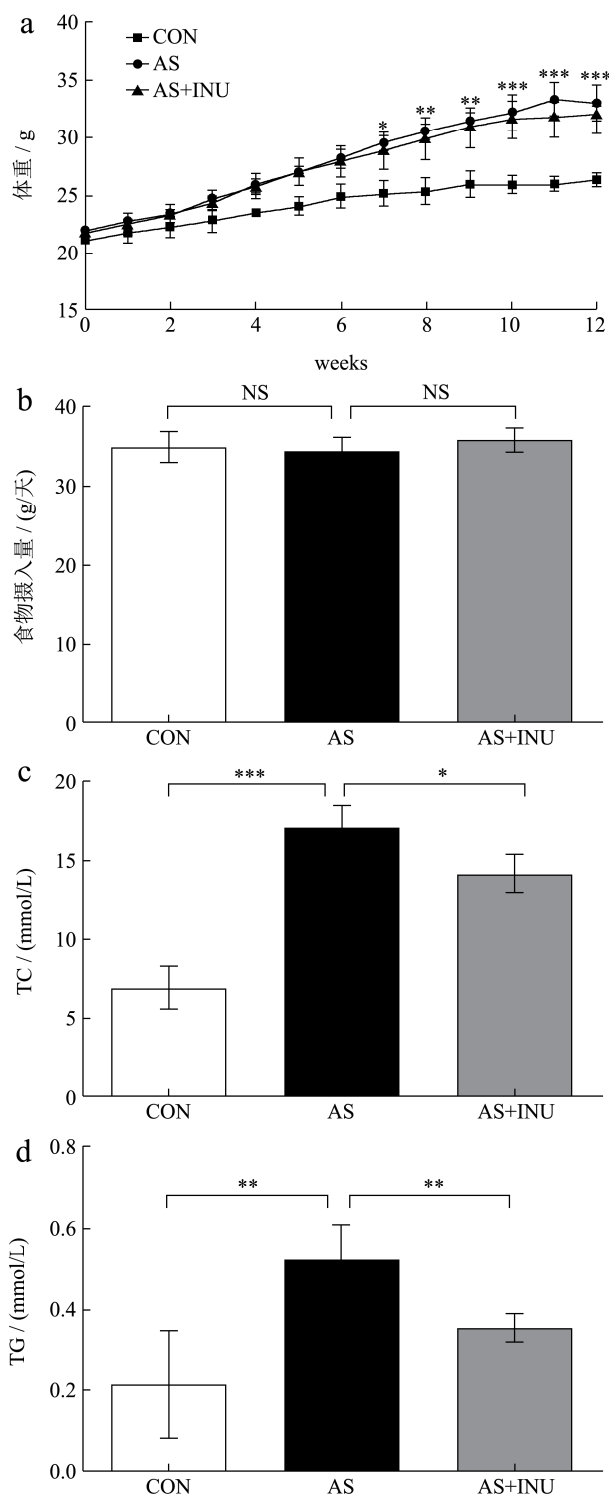 a
40
35
30
25
20
15
体重 / g
CON
AS
AS+INU
* ** ** *** *** ***
0 2 4 6 8 10 12
weeks
b
NS NS
40
30
20
10
0
食物摄入量 / (g/天)
CON AS AS+INU
c
*** *
20
15
10
5
0
TC / (mmol/L)
CON AS AS+INU
d
** **
0.8
0.6
0.4
0.2
0.0
TG / (mmol/L)
CON AS AS+INU